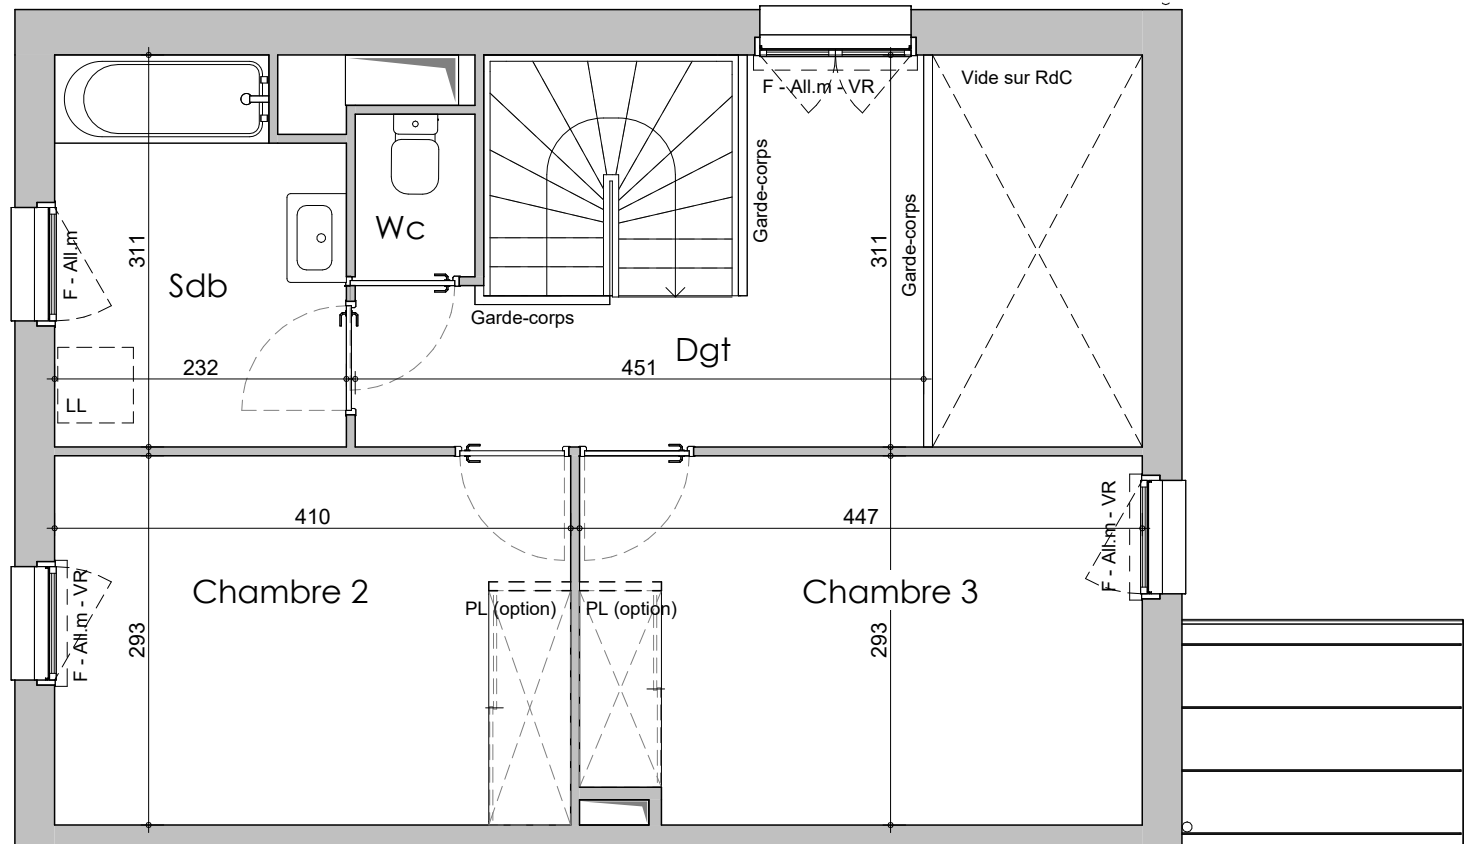 Vide sur RdC
F - All.m - VR
Garde-corps
Wc
311
F - All.m
Sdb
311
Garde-corps
Garde-corps
Dgt
232
451
LL
410
447
F - All.m - VR
Chambre 2
Chambre 3
PL (option)
PL (option)
F - All.m - VR
293
293